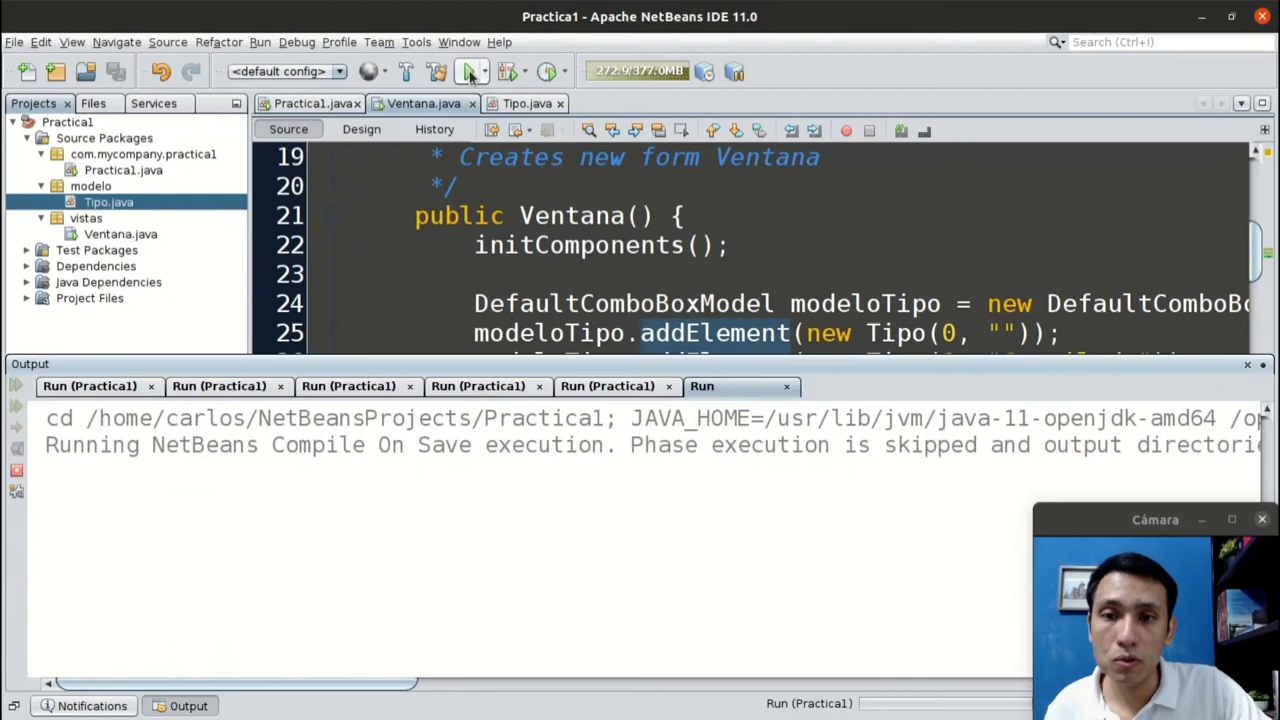 Practica1 - Apache NetBeans IDE 11.0
File Edit View Navigate Source Refactor Run Debug Profile Team Tools Window Help
Search (Ctrl+I)
<default config>
272.9/377.0MB
Projects Files Services
Practica1.java Ventana.java Tipo.java
Source Design History
Practica1
Source Packages
com.mycompany.practica1
Practica1.java
modelo
Tipo.java
vistas
Ventana.java
Test Packages
Dependencies
Java Dependencies
Project Files
19 * Creates new form Ventana
20 */
21 public Ventana() {
22 initComponents();
23
24 DefaultComboBoxModel modeloTipo = new DefaultComboBo
25 modeloTipo.addElement(new Tipo(0, ""));
Output
Run (Practica1) Run (Practica1) Run (Practica1) Run (Practica1) Run (Practica1) Run
cd /home/carlos/NetBeansProjects/Practica1; JAVA_HOME=/usr/lib/jvm/java-11-openjdk-amd64 /op
Running NetBeans Compile On Save execution. Phase execution is skipped and output directorie
Cámara
Notifications Output
Run (Practica1)